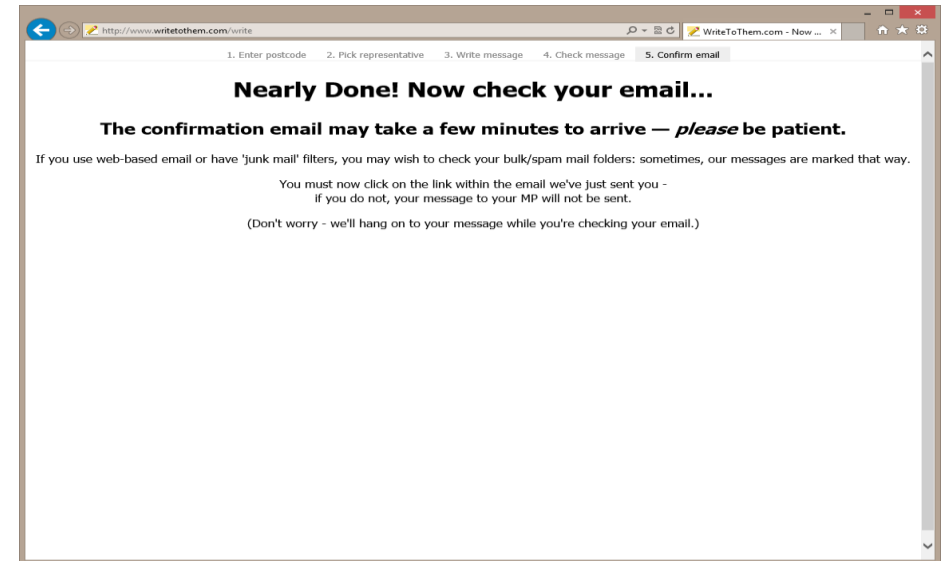 http://www.writetothem.com/write
WriteToThem.com - Now ...
1. Enter postcode 2. Pick representative 3. Write message 4. Check message 5. Confirm email
Nearly Done! Now check your email...
The confirmation email may take a few minutes to arrive — please be patient.
If you use web-based email or have 'junk mail' filters, you may wish to check your bulk/spam mail folders: sometimes, our messages are marked that way.
You must now click on the link within the email we've just sent you -
if you do not, your message to your MP will not be sent.
(Don't worry - we'll hang on to your message while you're checking your email.)